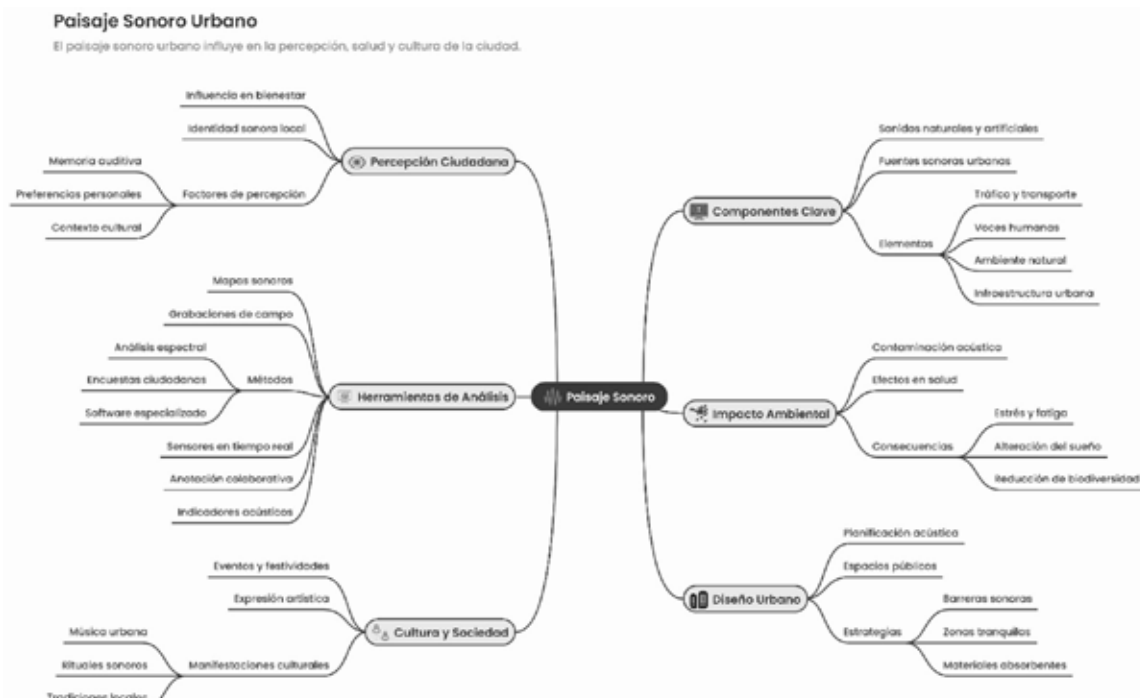 Paisaje Sonoro Urbano
El paisaje sonoro urbano influye en la percepción, salud y cultura de la ciudad.
Influencia en bienestar
Identidad sonora local
Percepción Ciudadana
Memoria auditiva
Preferencias personales
Factores de percepción
Contexto cultural
Mapas sonoros
Grabaciones de campo
Análisis espectral
Encuestas ciudadanas
Métodos
Software especializado
Herramientas de Análisis
Sensores en tiempo real
Anotación colaborativa
Indicadores acústicos
Eventos y festividades
Expresión artística
Cultura y Sociedad
Música urbana
Rituales sonoros
Manifestaciones culturales
Tradiciones locales
Paisaje Sonoro
Sonidos naturales y artificiales
Fuentes sonoras urbanas
Componentes Clave
Tráfico y transporte
Voces humanas
Elementos
Ambiente natural
Infraestructura urbana
Contaminación acústica
Efectos en salud
Impacto Ambiental
Estrés y fatiga
Consecuencias
Alteración del sueño
Reducción de biodiversidad
Planificación acústica
Espacios públicos
Diseño Urbano
Barreras sonoras
Estrategias
Zonas tranquilas
Materiales absorbentes